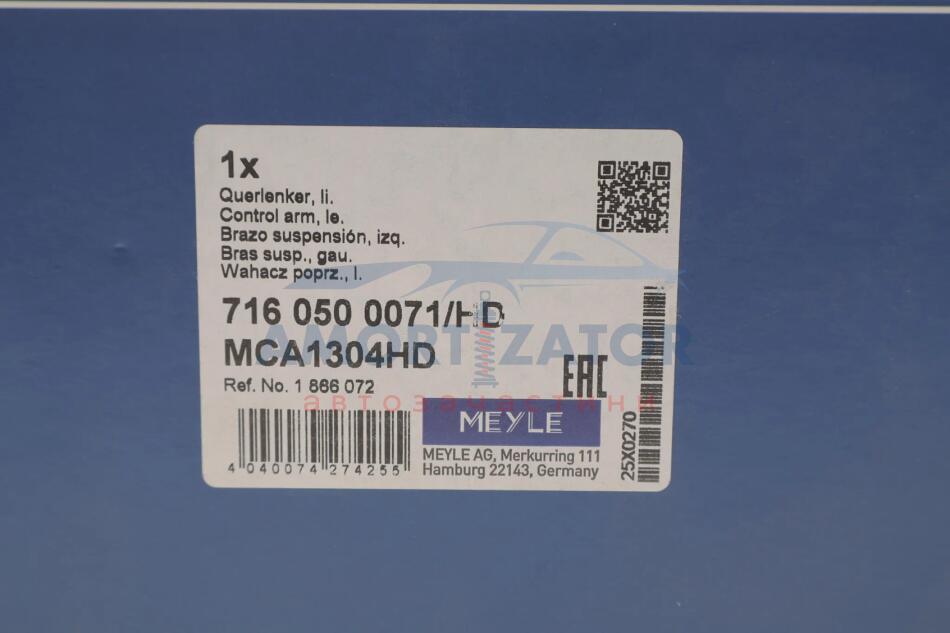 1x
Querlenker, li.
Control arm, le.
Brazo suspensión, izq.
Bras susp., gau.
Wahacz poprz., l.
716 050 0071/HD
AMORTIZATOR
MCA1304HD
EAC
Ref. No. 1 866 072
автозапчастини
MEYLE
MEYLE AG, Merkurring 111
Hamburg 22143, Germany
4 040074 274255
25X0270